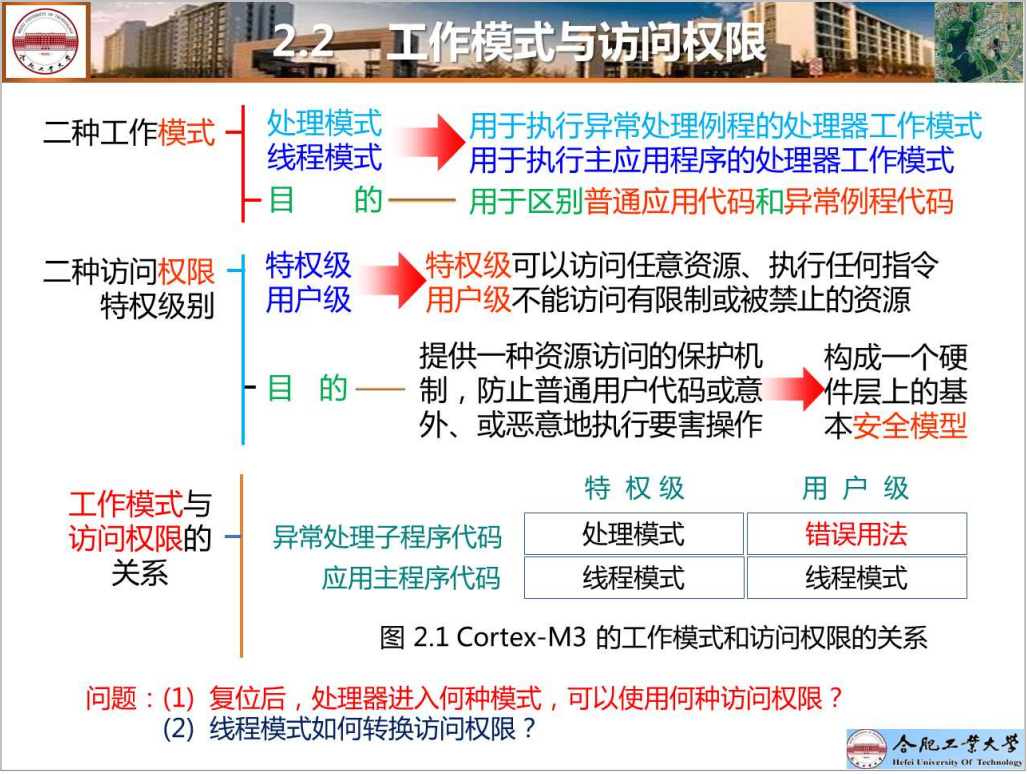 2.2 工作模式与访问权限
二种工作模式
处理模式
线程模式
用于执行异常处理例程的处理器工作模式
用于执行主应用程序的处理器工作模式
目 的
用于区别普通应用代码和异常例程代码
二种访问权限
特权级别
特权级
用户级
特权级可以访问任意资源、执行任何指令
用户级不能访问有限制或被禁止的资源
目 的
提供一种资源访问的保护机
制，防止普通用户代码或意
外、或恶意地执行要害操作
构成一个硬
件层上的基
本安全模型
工作模式与
访问权限的
关系
特 权 级
用 户 级
异常处理子程序代码
处理模式
错误用法
应用主程序代码
线程模式
线程模式
图 2.1 Cortex-M3 的工作模式和访问权限的关系
问题：(1) 复位后，处理器进入何种模式，可以使用何种访问权限？
(2) 线程模式如何转换访问权限？
合肥工業大學
Hefei University Of Technology